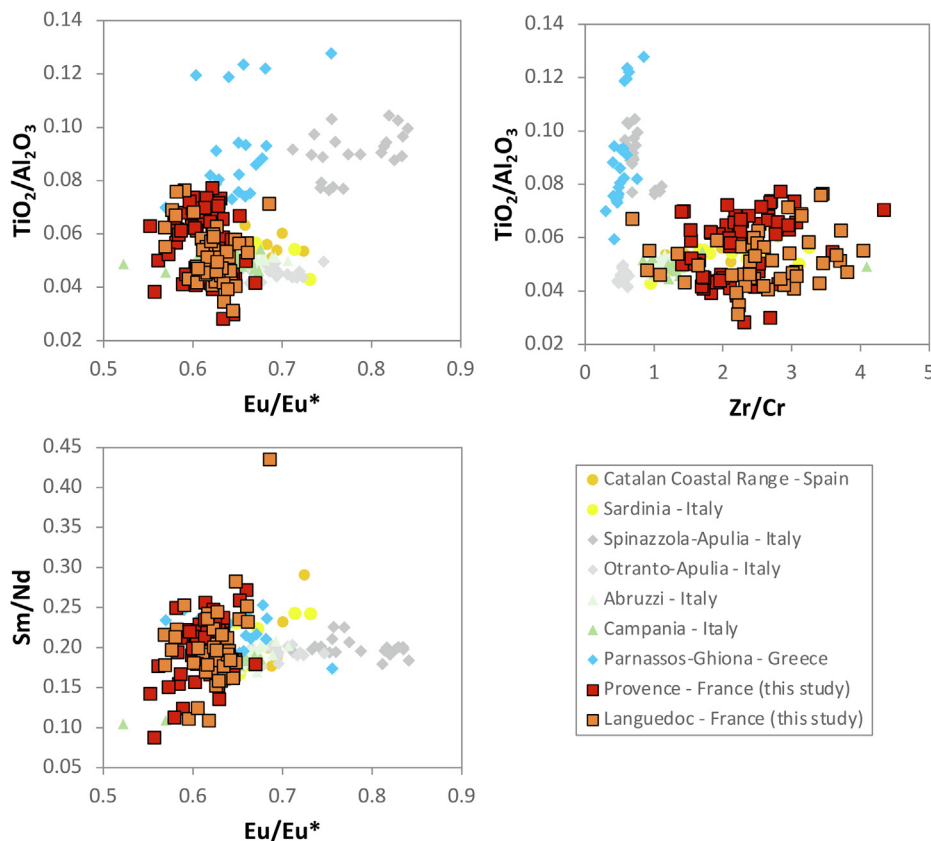 0.14
0.12
0.10
0.08
0.06
0.04
0.02
TiO2/Al2O3
0.5 0.6 0.7 0.8 0.9
Eu/Eu*
0.14
0.12
0.10
0.08
0.06
0.04
0.02
TiO2/Al2O3
0 1 2 3 4 5
Zr/Cr
0.45
0.40
0.35
0.30
0.25
0.20
0.15
0.10
0.05
Sm/Nd
0.5 0.6 0.7 0.8 0.9
Eu/Eu*
Catalan Coastal Range - Spain
Sardinia - Italy
Spinazzola-Apulia - Italy
Otranto-Apulia - Italy
Abruzzi - Italy
Campania - Italy
Parnassos-Ghiona - Greece
Provence - France (this study)
Languedoc - France (this study)